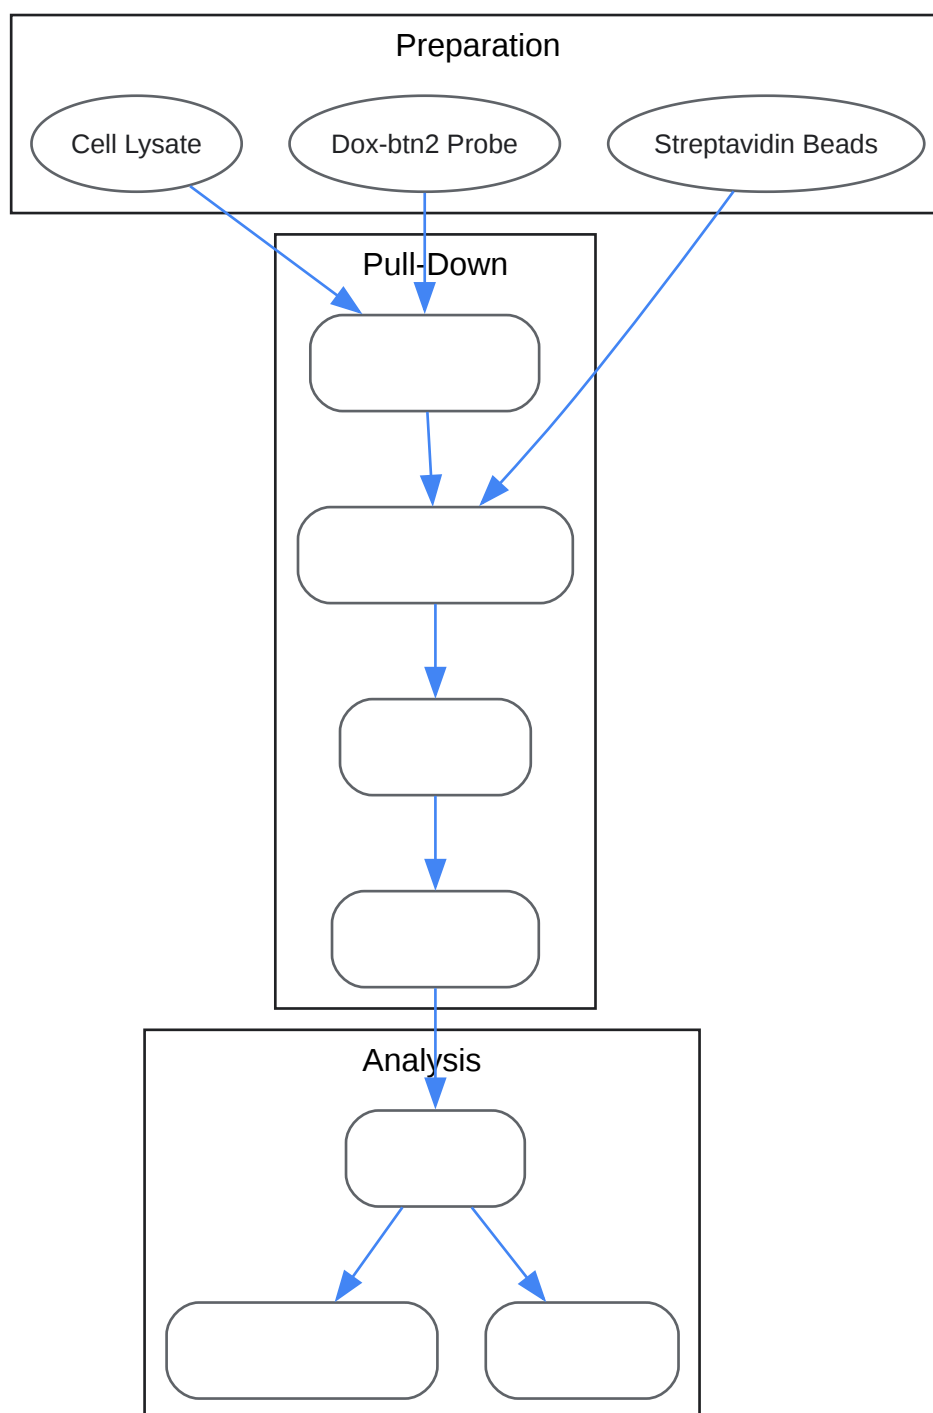 Preparation
Cell Lysate
Dox-btn2 Probe
Streptavidin Beads
Pull-Down
Analysis